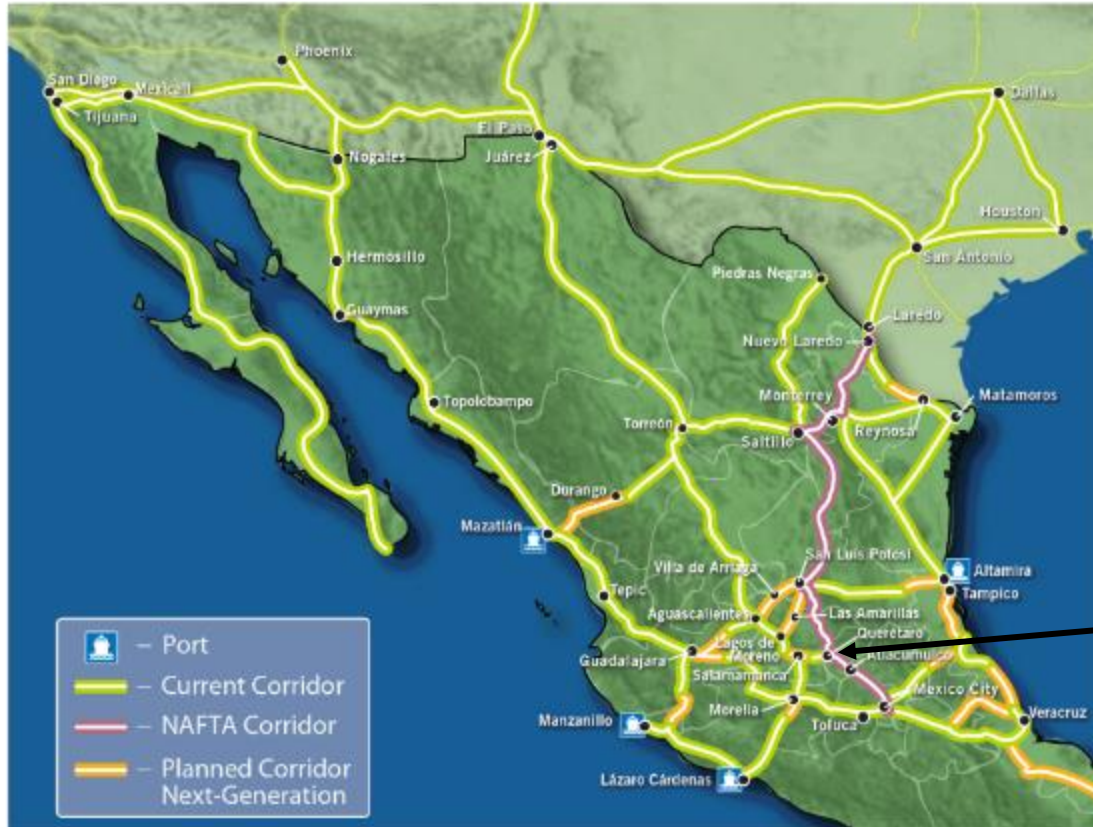 Phoenix
San Diego
Mexicali
Tijuana
Dallas
El Paso
Juárez
Nogales
Houston
San Antonio
Hermosillo
Piedras Negras
Guaymas
Laredo
Nuevo Laredo
Topolobampo
Monterrey
Matamoros
Torreón
Saltillo
Reynosa
Durango
Mazatlán
San Luis Potosí
Villa de Arriaga
Altamira
Tampico
Tepic
Aguascalientes
Las Amarillas
Querétaro
Lagos de
Moreno
Atlacumulco
Guadalajara
Salamamanca
Mexico City
Morelia
Toluca
Veracruz
Manzanillo
Lázaro Cárdenas
– Port
– Current Corridor
– NAFTA Corridor
– Planned Corridor
Next-Generation